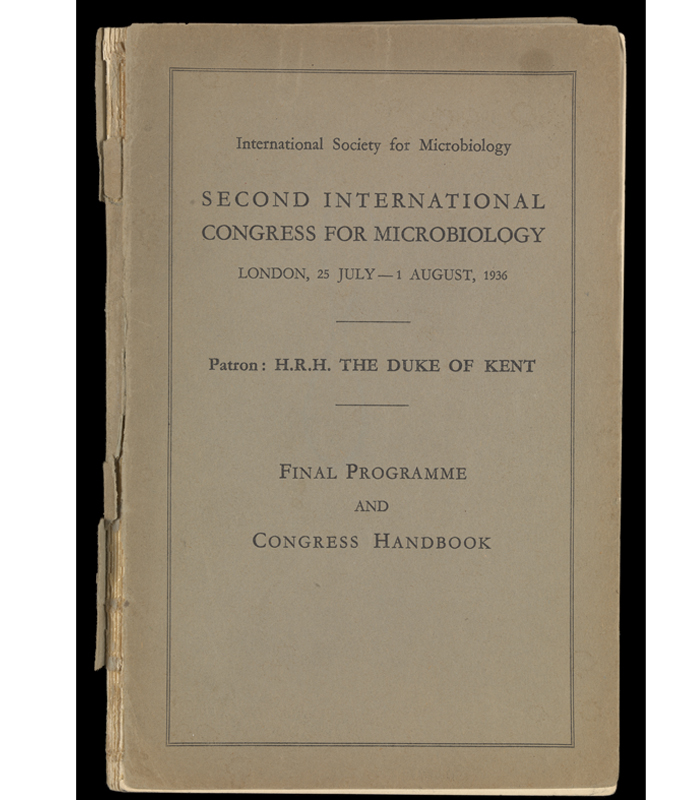 International Society for Microbiology
SECOND INTERNATIONAL
CONGRESS FOR MICROBIOLOGY
LONDON, 25 JULY — 1 AUGUST, 1936
Patron: H.R.H. THE DUKE OF KENT
FINAL PROGRAMME
AND
CONGRESS HANDBOOK